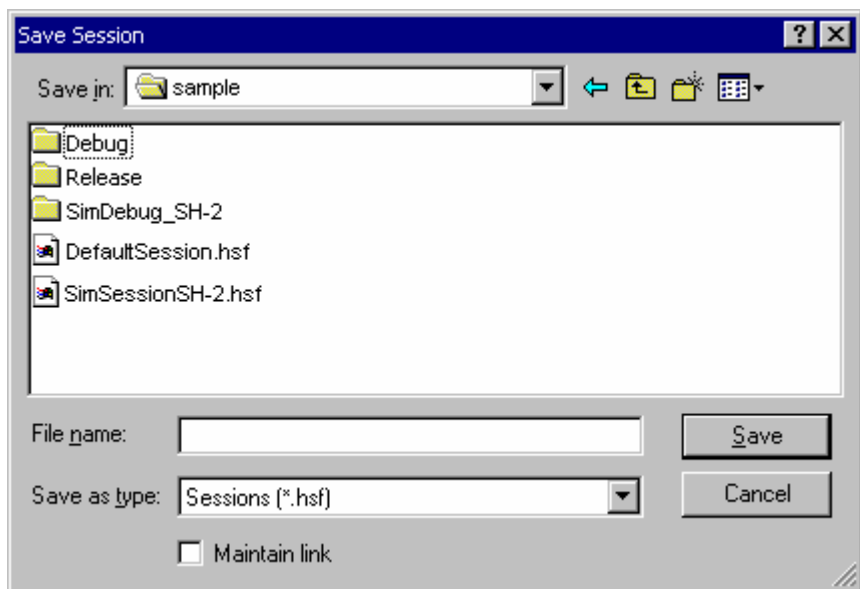 Save Session
Save in: sample
Debug
Release
SimDebug_SH-2
DefaultSession.hsf
SimSessionSH-2.hsf
File name:
Save
Save as type: Sessions (*.hsf)
Cancel
Maintain link